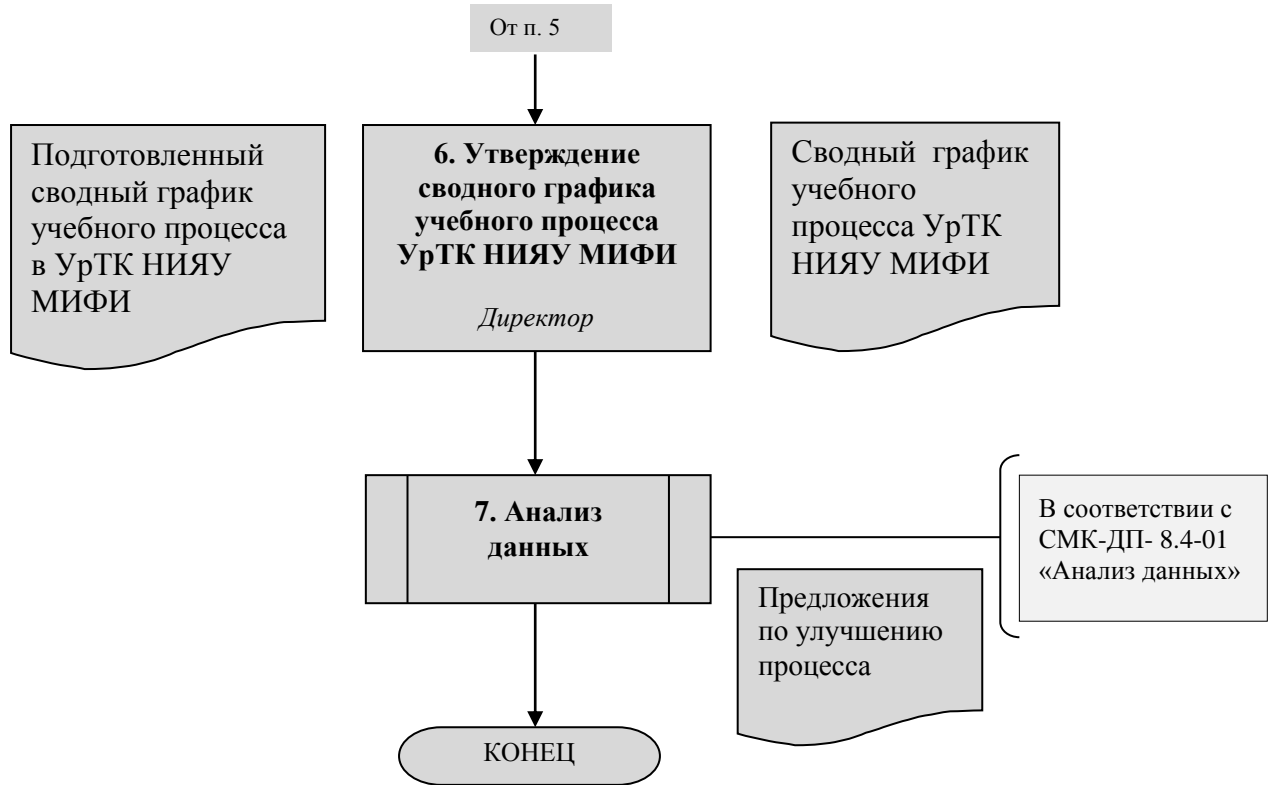 От п. 5
Подготовленный
сводный график
учебного процесса
в УрТК НИЯУ
МИФИ
6. Утверждение
сводного графика
учебного процесса
УрТК НИЯУ МИФИ
Директор
Сводный график
учебного
процесса УрТК
НИЯУ МИФИ
7. Анализ
данных
В соответствии с
СМК-ДП- 8.4-01
«Анализ данных»
Предложения
по улучшению
процесса
КОНЕЦ